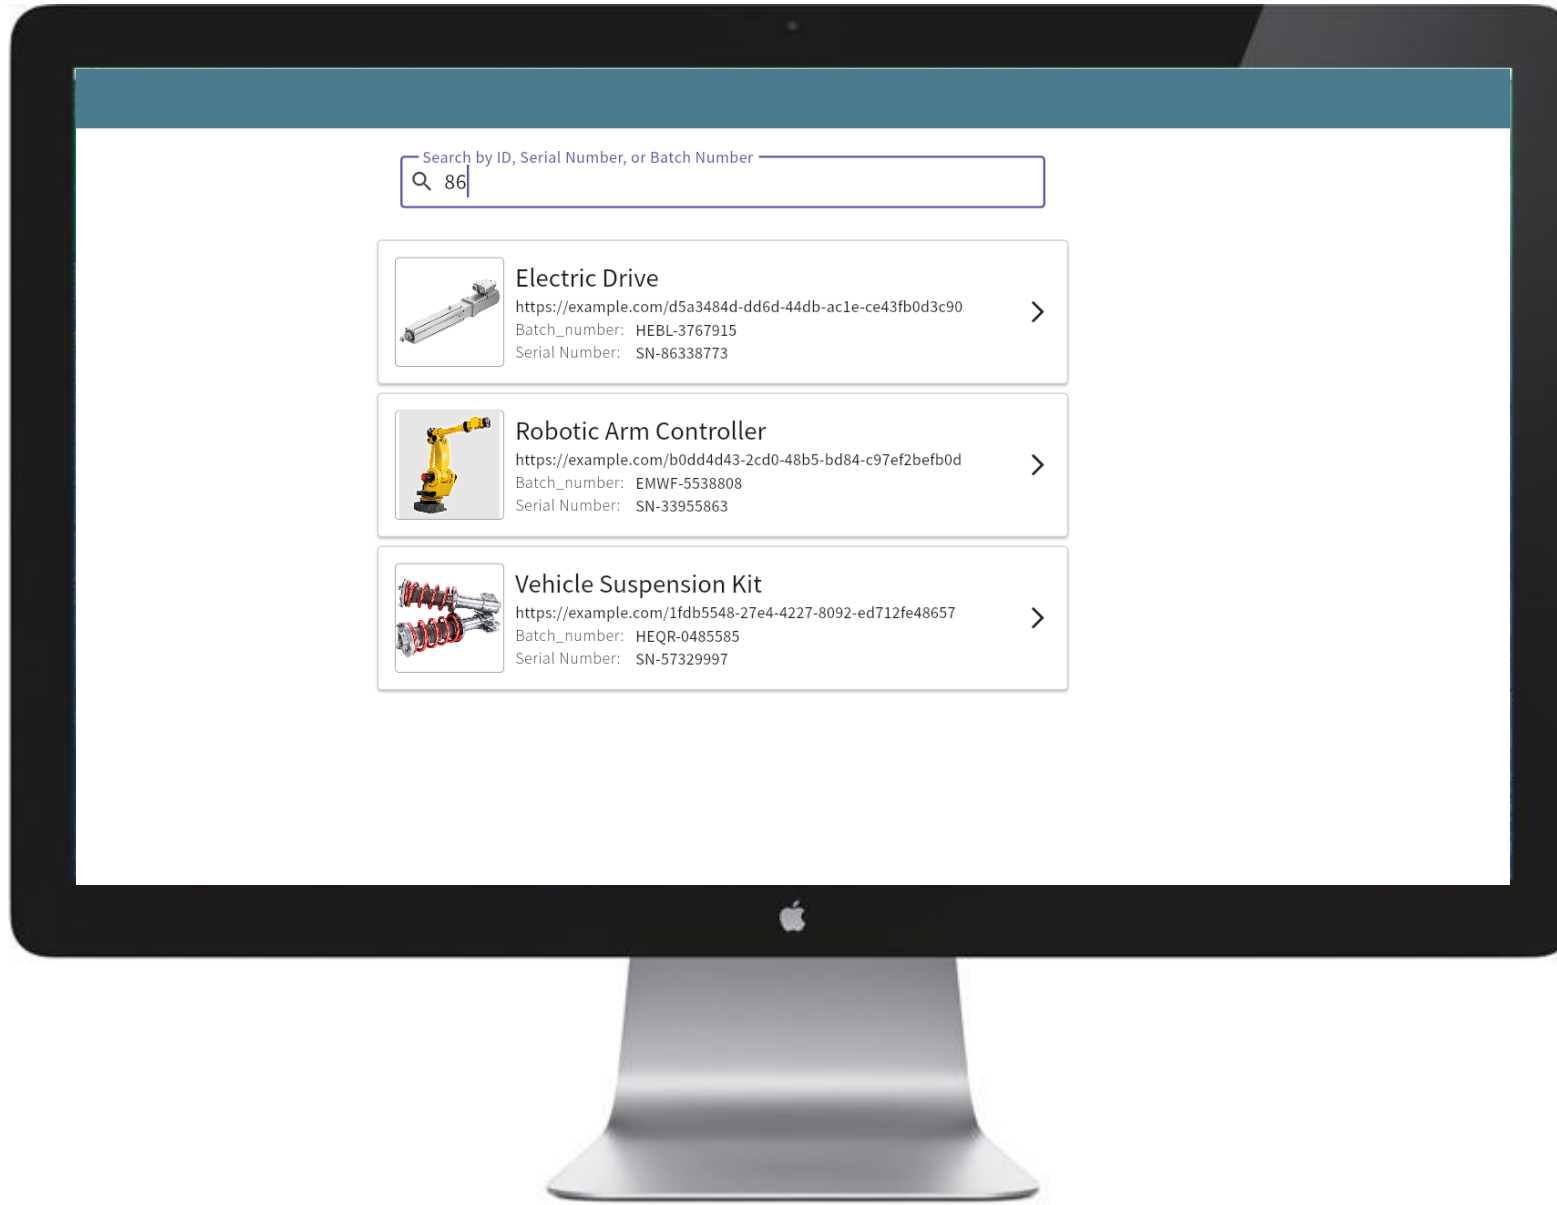 Search by ID, Serial Number, or Batch Number
86
Electric Drive
https://example.com/d5a3484d-dd6d-44db-ac1e-ce43fb0d3c90
Batch_number: HEBL-3767915
Serial Number: SN-86338773
Robotic Arm Controller
https://example.com/b0dd4d43-2cd0-48b5-bd84-c97ef2befb0d
Batch_number: EMWF-5538808
Serial Number: SN-33955863
Vehicle Suspension Kit
https://example.com/1fdb5548-27e4-4227-8092-ed712fe48657
Batch_number: HEQR-0485585
Serial Number: SN-57329997